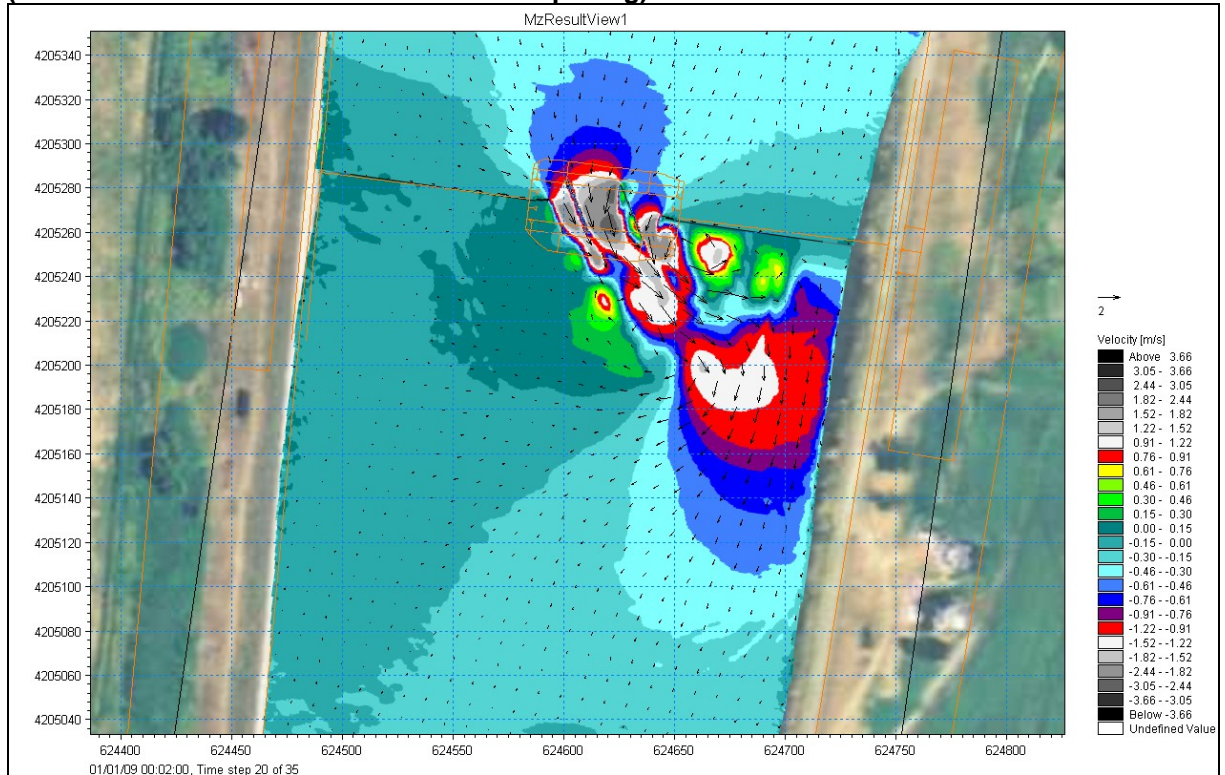 MzResultView1
4205340
4205320
4205300
4205280
4205260
4205240
4205220
4205200
4205180
4205160
4205140
4205120
4205100
4205080
4205060
4205040
624400 624450 624500 624550 624600 624650 624700 624750 624800
01/01/09 00:02:00, Time step 20 of 35
2
Velocity [m/s]
Above 3.66
3.05 - 3.66
2.44 - 3.05
1.82 - 2.44
1.52 - 1.82
1.22 - 1.52
0.91 - 1.22
0.76 - 0.91
0.61 - 0.76
0.46 - 0.61
0.30 - 0.46
0.15 - 0.30
0.00 - 0.15
-0.15 - 0.00
-0.30 - -0.15
-0.46 - -0.30
-0.61 - -0.46
-0.76 - -0.61
-0.91 - -0.76
-1.22 - -0.91
-1.52 - -1.22
-1.82 - -1.52
-2.44 - -1.82
-3.05 - -2.44
-3.66 - -3.05
Below -3.66
Undefined Value